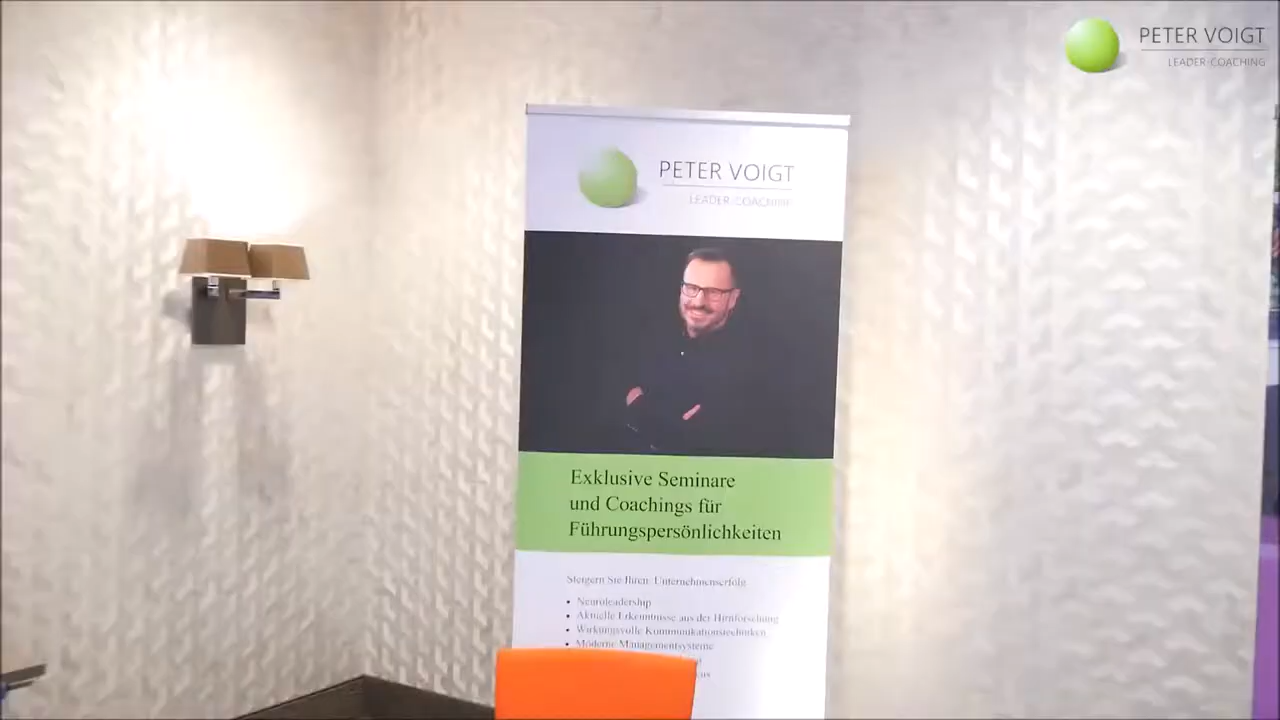 PETER VOIGT
LEADER-COACHING
PETER VOIGT
LEADER-COACHING
Exklusive Seminare
und Coachings für
Führungspersönlichkeiten
Steigern Sie Ihren Unternehmenserfolg
• Neuroleadership
• Aktuelle Erkenntnisse aus der Hirnforschung
• Wirkungsvolle Kommunikationstechniken
• Moderne Managementsysteme